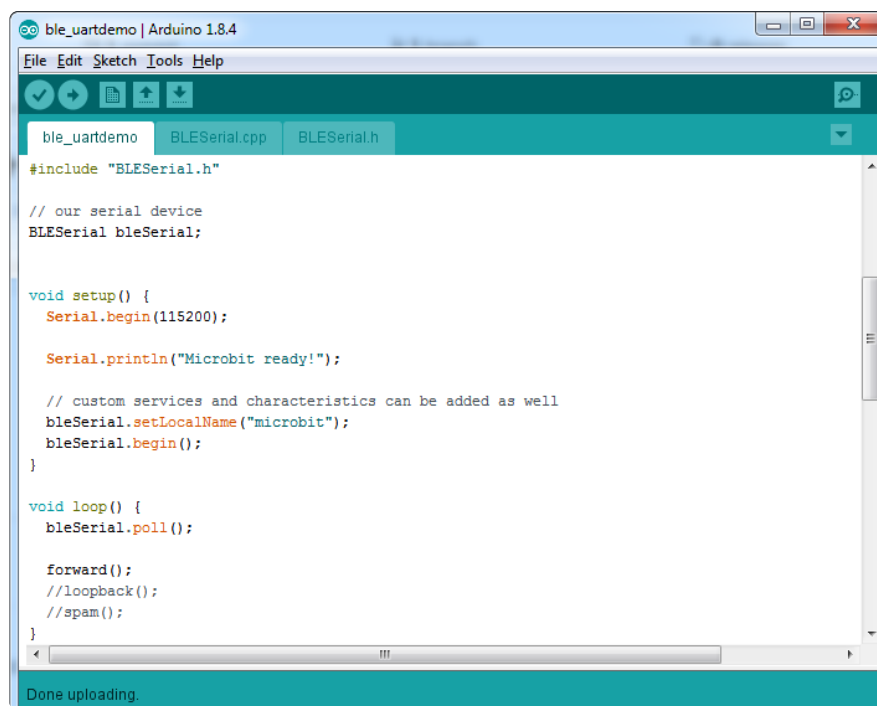 ble_uartdemo | Arduino 1.8.4
File Edit Sketch Tools Help
ble_uartdemo BLESerial.cpp BLESerial.h
#include "BLESerial.h"
// our serial device
BLESerial bleSerial;
void setup() {
  Serial.begin(115200);
  Serial.println("Microbit ready!");
  // custom services and characteristics can be added as well
  bleSerial.setLocalName("microbit");
  bleSerial.begin();
}
void loop() {
  bleSerial.poll();
  forward();
  //loopback();
  //spam();
}
Done uploading.